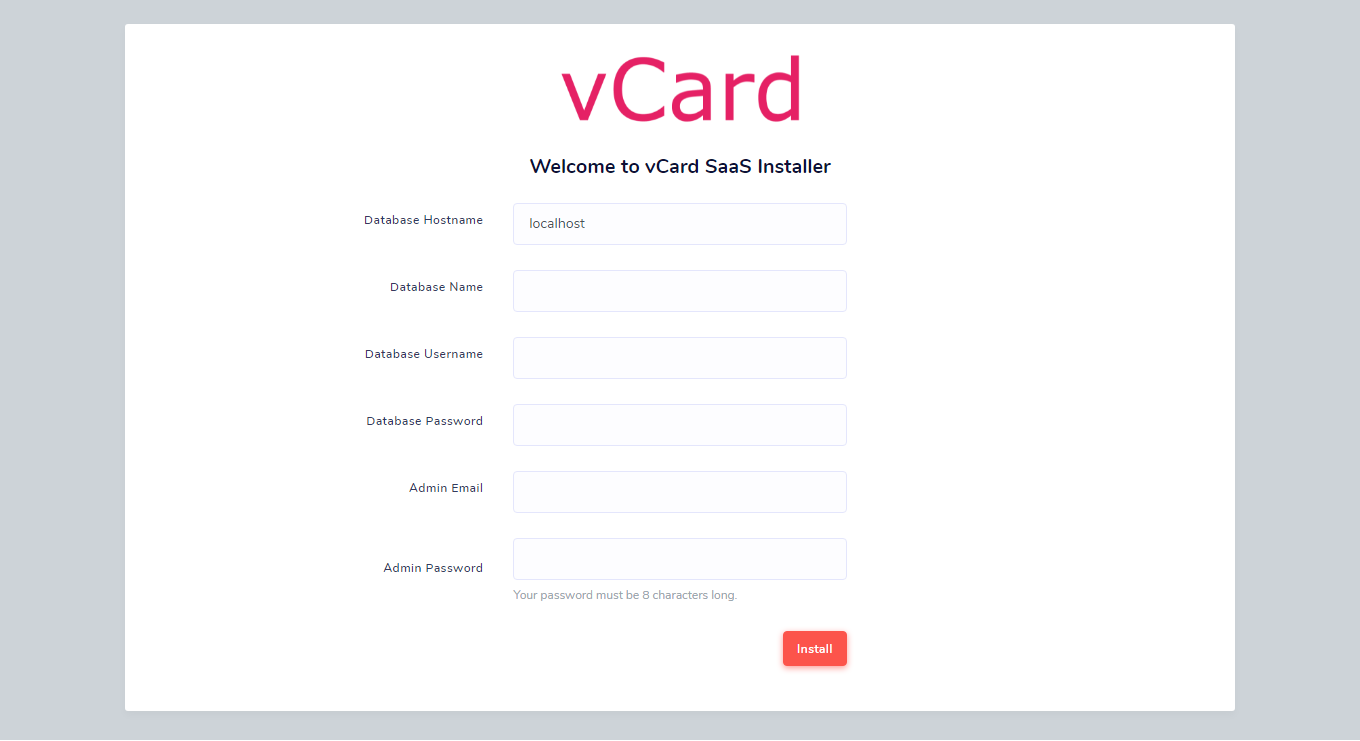 vCard
Welcome to vCard SaaS Installer
Database Hostname
localhost
Database Name
Database Username
Database Password
Admin Email
Admin Password
Your password must be 8 characters long.
Install